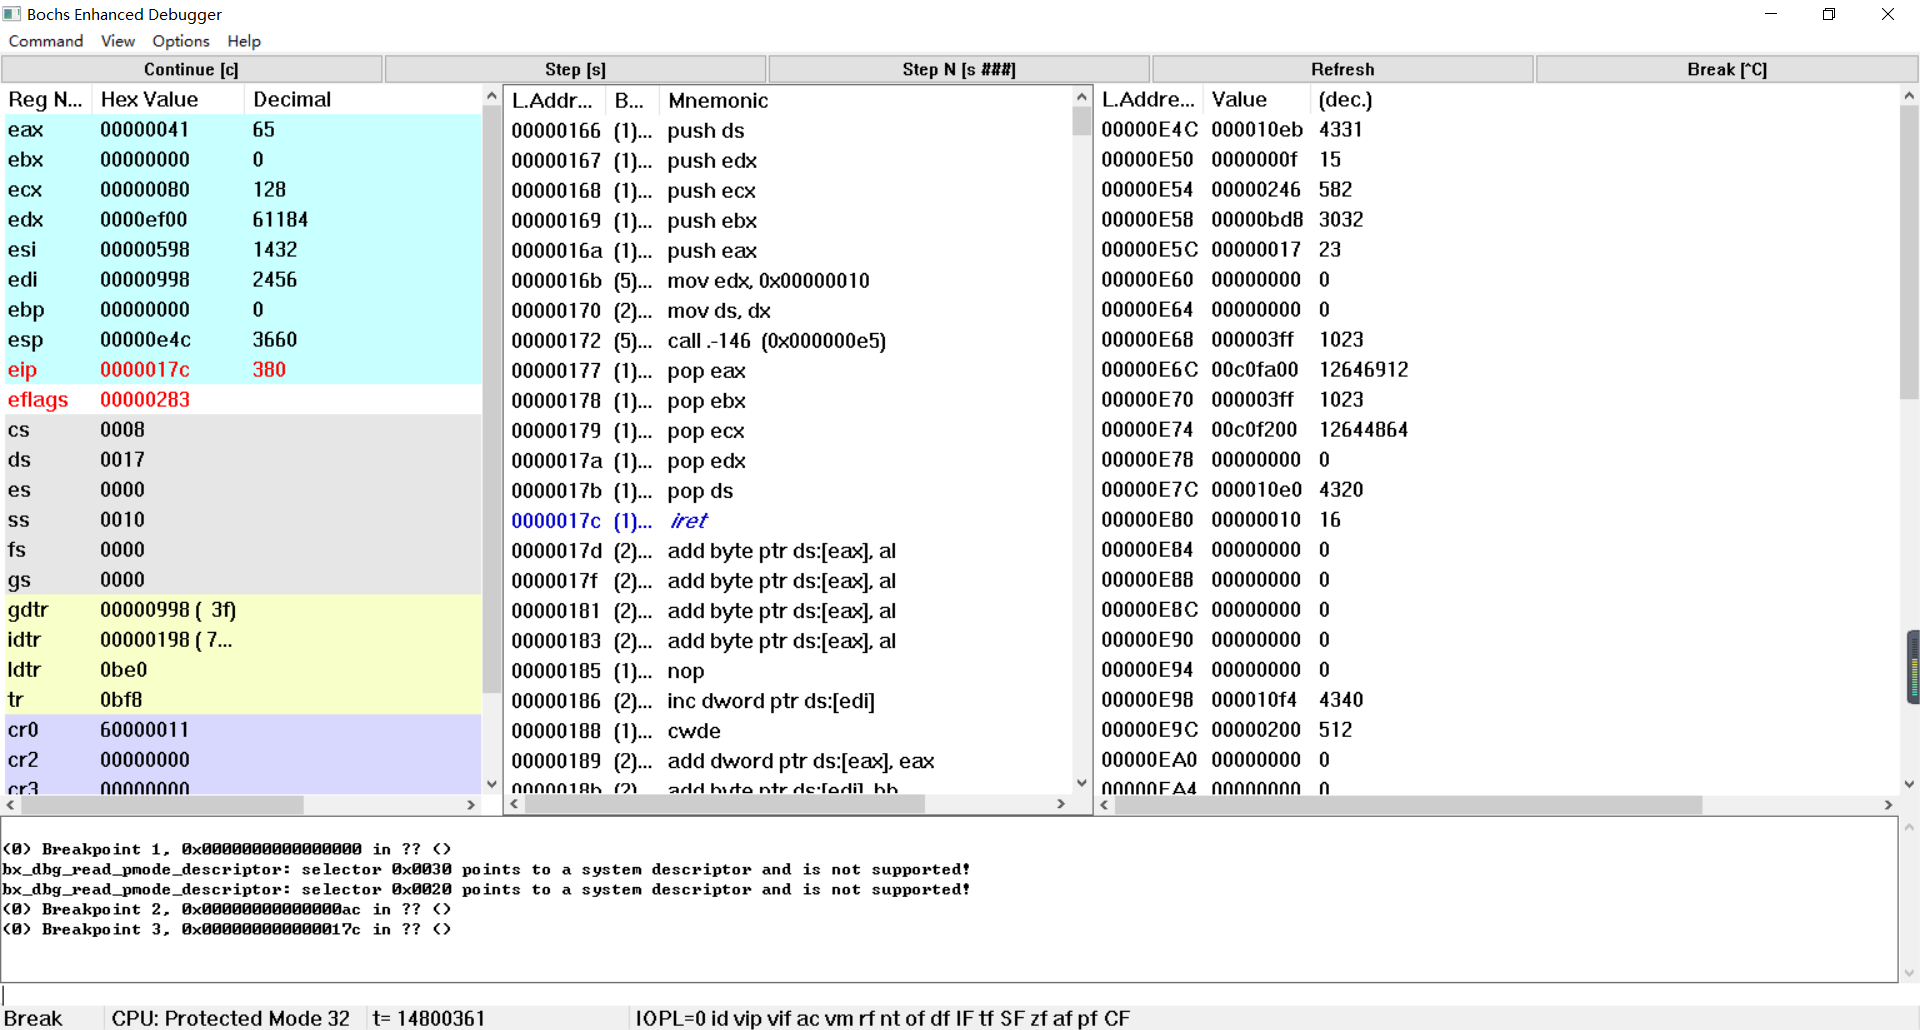 Bochs Enhanced Debugger
Command View Options Help
Continue [c] Step [s] Step N [s ###] Refresh Break [^C]
Reg N... Hex Value Decimal
eax 00000041 65
ebx 00000000 0
ecx 00000080 128
edx 0000ef00 61184
esi 00000598 1432
edi 00000998 2456
ebp 00000000 0
esp 00000e4c 3660
eip 0000017c 380
eflags 00000283
cs 0008
ds 0017
es 0000
ss 0010
fs 0000
gs 0000
gdtr 00000998 ( 3f)
idtr 00000198 ( 7...
ldtr 0be0
tr 0bf8
cr0 60000011
cr2 00000000
cr3 00000000
L.Addr... B... Mnemonic
00000166 (1)... push ds
00000167 (1)... push edx
00000168 (1)... push ecx
00000169 (1)... push ebx
0000016a (1)... push eax
0000016b (5)... mov edx, 0x00000010
00000170 (2)... mov ds, dx
00000172 (5)... call .-146 (0x000000e5)
00000177 (1)... pop eax
00000178 (1)... pop ebx
00000179 (1)... pop ecx
0000017a (1)... pop edx
0000017b (1)... pop ds
0000017c (1)... iret
0000017d (2)... add byte ptr ds:[eax], al
0000017f (2)... add byte ptr ds:[eax], al
00000181 (2)... add byte ptr ds:[eax], al
00000183 (2)... add byte ptr ds:[eax], al
00000185 (1)... nop
00000186 (2)... inc dword ptr ds:[edi]
00000188 (1)... cwde
00000189 (2)... add dword ptr ds:[eax], eax
0000018b (2) add byte ptr ds:[edi],
L.Addre... Value (dec.)
00000E4C 000010eb 4331
00000E50 0000000f 15
00000E54 00000246 582
00000E58 00000bd8 3032
00000E5C 00000017 23
00000E60 00000000 0
00000E64 00000000 0
00000E68 000003ff 1023
00000E6C 00c0fa00 12646912
00000E70 000003ff 1023
00000E74 00c0f200 12644864
00000E78 00000000 0
00000E7C 000010e0 4320
00000E80 00000010 16
00000E84 00000000 0
00000E88 00000000 0
00000E8C 00000000 0
00000E90 00000000 0
00000E94 00000000 0
00000E98 000010f4 4340
00000E9C 00000200 512
00000EA0 00000000 0
00000EA4 00000000 0
(0) Breakpoint 1, 0x0000000000000000 in ?? ()
bx_dbg_read_pmode_descriptor: selector 0x0030 points to a system descriptor and is not supported!
bx_dbg_read_pmode_descriptor: selector 0x0020 points to a system descriptor and is not supported!
(0) Breakpoint 2, 0x00000000000000ac in ?? ()
(0) Breakpoint 3, 0x000000000000017c in ?? ()
Break CPU: Protected Mode 32 t= 14800361 IOPL=0 id vip vif ac vm rf nt of df IF tf SF zf af pf CF